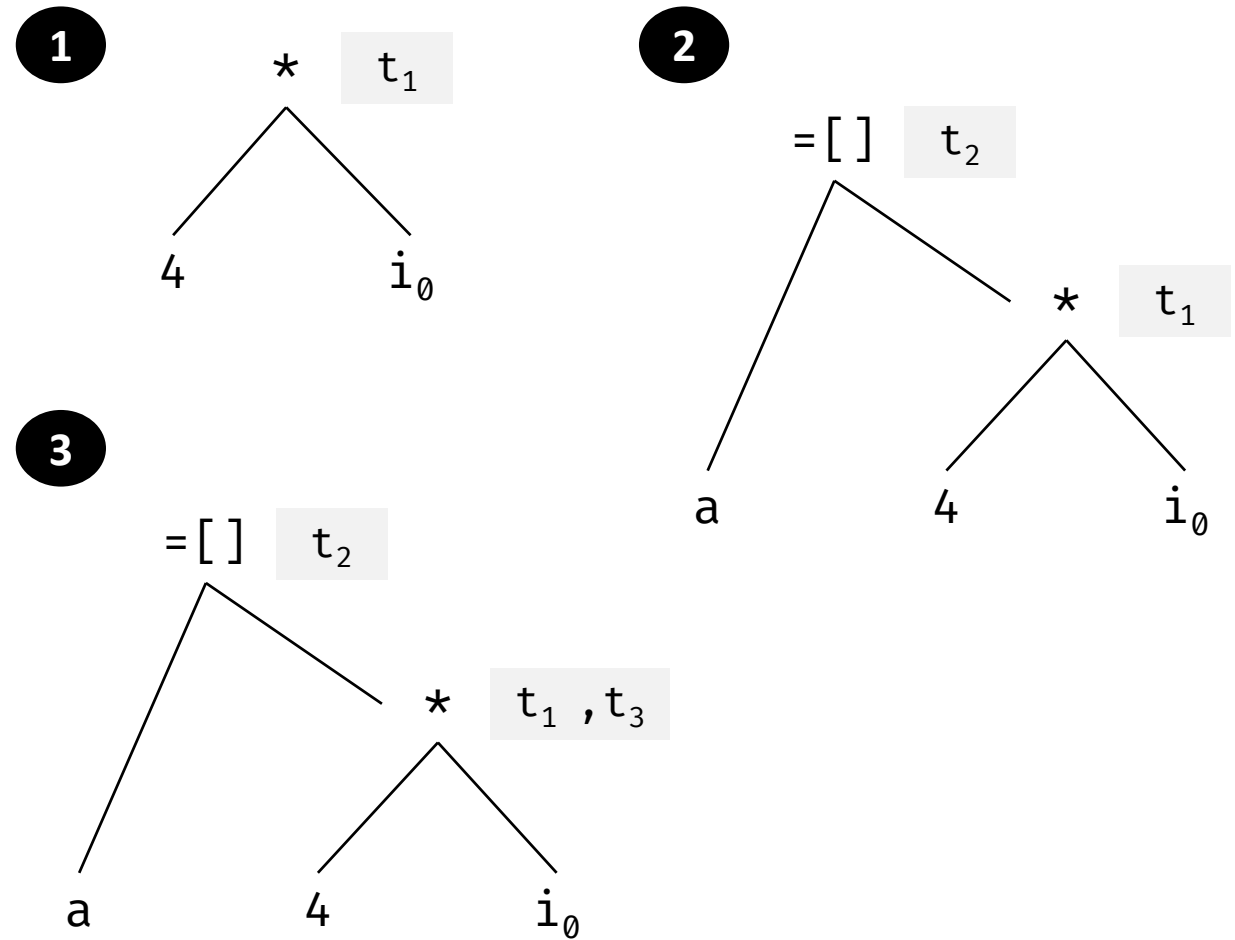 1
* t₁
4 i₀
2
=[] t₂
* t₁
a 4 i₀
3
=[] t₂
* t₁ ,t₃
a 4 i₀